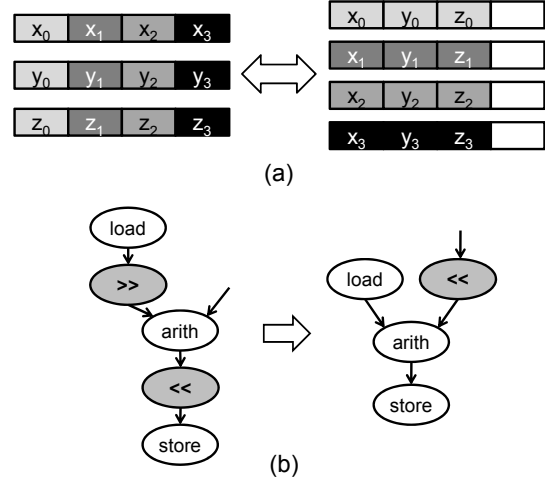 x₀ x₁ x₂ x₃
y₀ y₁ y₂ y₃
z₀ z₁ z₂ z₃
x₀ y₀ z₀
x₁ y₁ z₁
x₂ y₂ z₂
x₃ y₃ z₃
(a)
load
>>
arith
<<
store
load
<<
arith
store
(b)